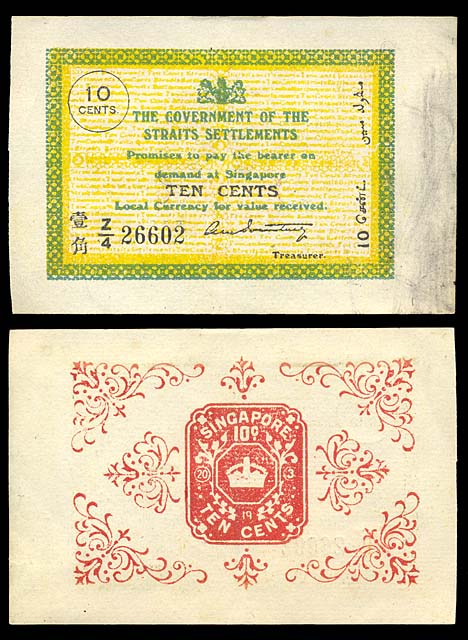 10
CENTS
THE GOVERNMENT OF THE
STRAITS SETTLEMENTS
Promises to pay the bearer on
demand at Singapore
TEN CENTS
Local Currency for value received.
壹角
Z/4 26602
Treasurer.
10
SINGAPORE
10c
20 3
19
TEN CENTS